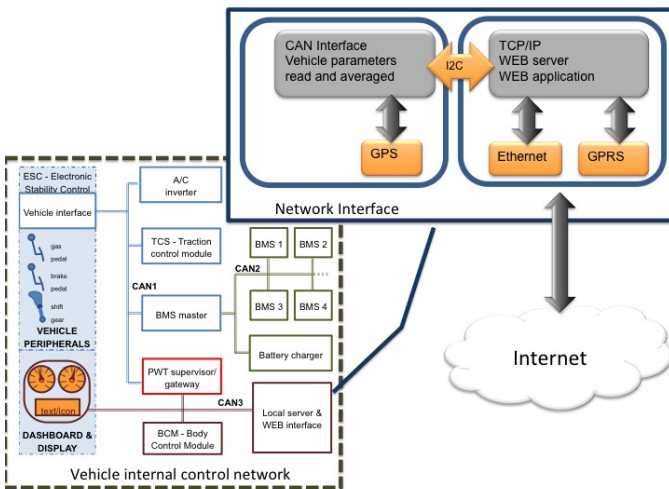 CAN Interface
Vehicle parameters
read and averaged
I2C
TCP/IP
WEB server
WEB application
GPS
Ethernet
GPRS
Network Interface
ESC - Electronic
Stability Control
Vehicle interface
gas
pedal
brake
pedal
shift
gear
VEHICLE
PERIPHERALS
text/icon
DASHBOARD &
DISPLAY
A/C
inverter
TCS - Traction
control module
CAN1
BMS master
CAN2
BMS 1
BMS 2
BMS 3
BMS 4
Battery charger
PWT supervisor/
gateway
CAN3
BCM - Body
Control Module
Local server &
WEB interface
Vehicle internal control network
Internet